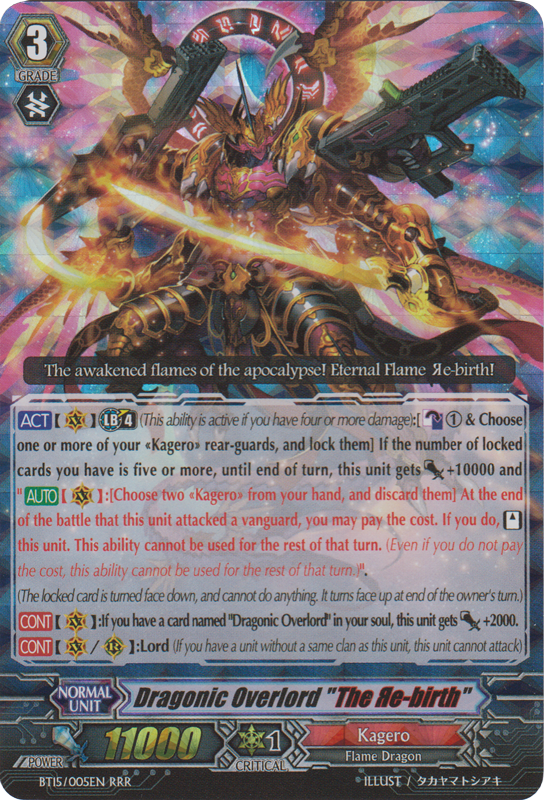 3
GRADE
The awakened flames of the apocalypse! Eternal Flame Яe-birth!
ACT【 】LB4(This ability is active if you have four or more damage):[ ① & Choose
one or more of your «Kagero» rear-guards, and lock them] If the number of locked
cards you have is five or more, until end of turn, this unit gets +10000 and
"AUTO【 】:[Choose two «Kagero» from your hand, and discard them] At the end
of the battle that this unit attacked a vanguard, you may pay the cost. If you do,
this unit. This ability cannot be used for the rest of that turn. (Even if you do not pay
the cost, this ability cannot be used for the rest of that turn.)".
(The locked card is turned face down, and cannot do anything. It turns face up at end of the owner's turn.)
CONT【 】:If you have a card named "Dragonic Overlord" in your soul, this unit gets +2000.
CONT【 / R 】:Lord (If you have a unit without a same clan as this unit, this unit cannot attack)
NORMAL
UNIT
Dragonic Overlord "The Яe-birth"
POWER
11000
1
CRITICAL
Kagero
Flame Dragon
BT15/005EN RRR
ILLUST / タカヤマトシアキ